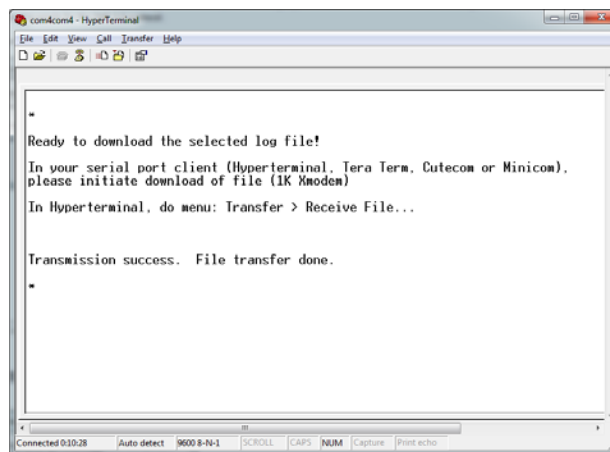 com4com4 - HyperTerminal
File Edit View Call Transfer Help
*
Ready to download the selected log file!
In your serial port client (Hyperterminal, Tera Term, Cutecom or Minicom),
please initiate download of file (1K Xmodem)
In Hyperterminal, do menu: Transfer > Receive File...
Transmission success.  File transfer done.
*
Connected 0:10:28 Auto detect 9600 8-N-1 SCROLL CAPS NUM Capture Print echo